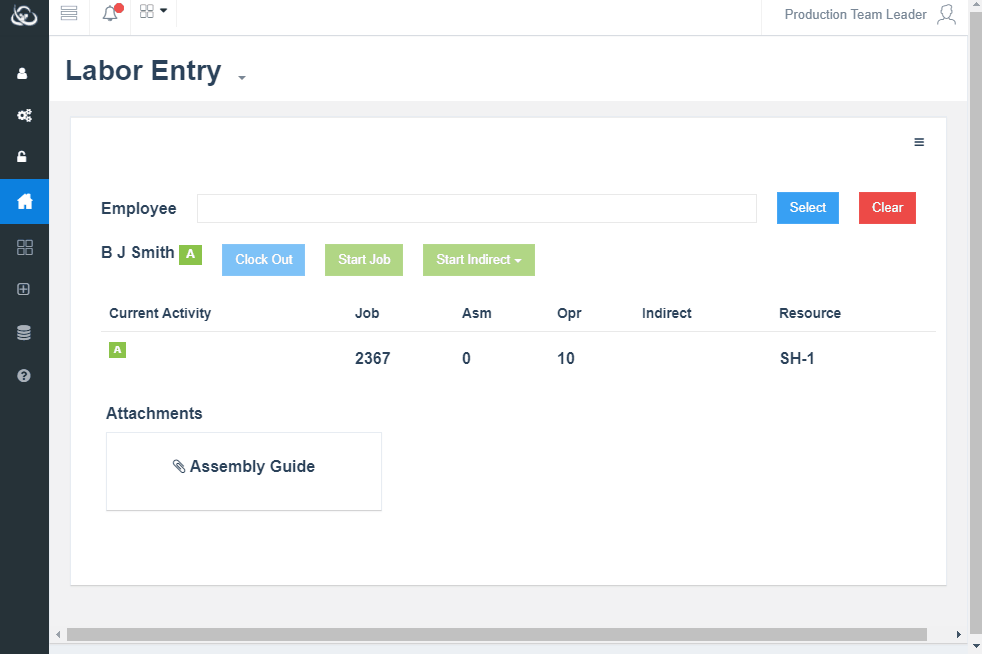 Production Team Leader
Labor Entry
Employee Select Clear
B J Smith A Clock Out Start Job Start Indirect
Current Activity Job Asm Opr Indirect Resource
A 2367 0 10 SH-1
Attachments
Assembly Guide